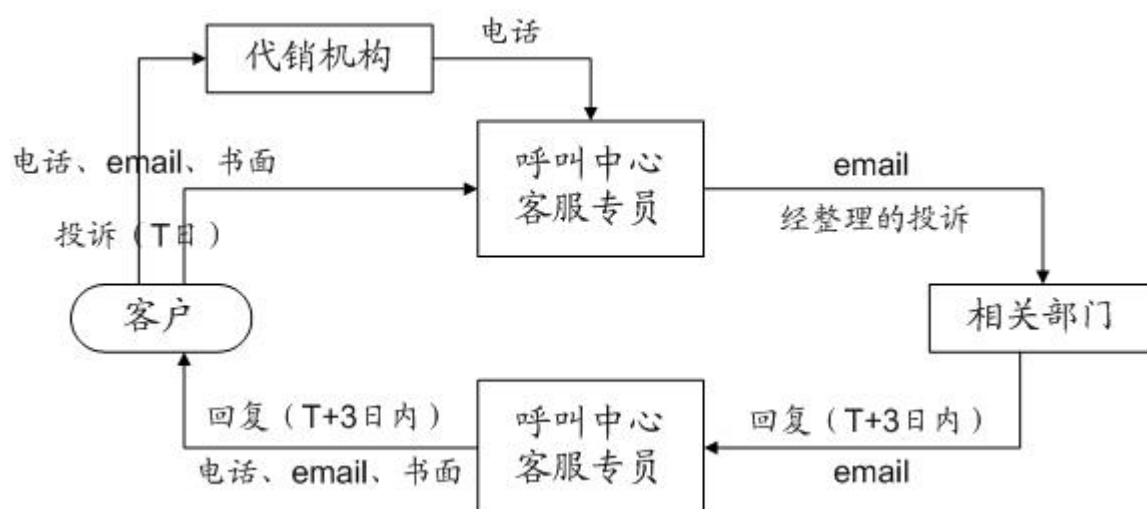 代销机构
电话
电话、email、书面
投诉（T日）
呼叫中心
客服专员
email
经整理的投诉
客户
相关部门
回复（T+3日内）
电话、email、书面
呼叫中心
客服专员
回复（T+3日内）
email